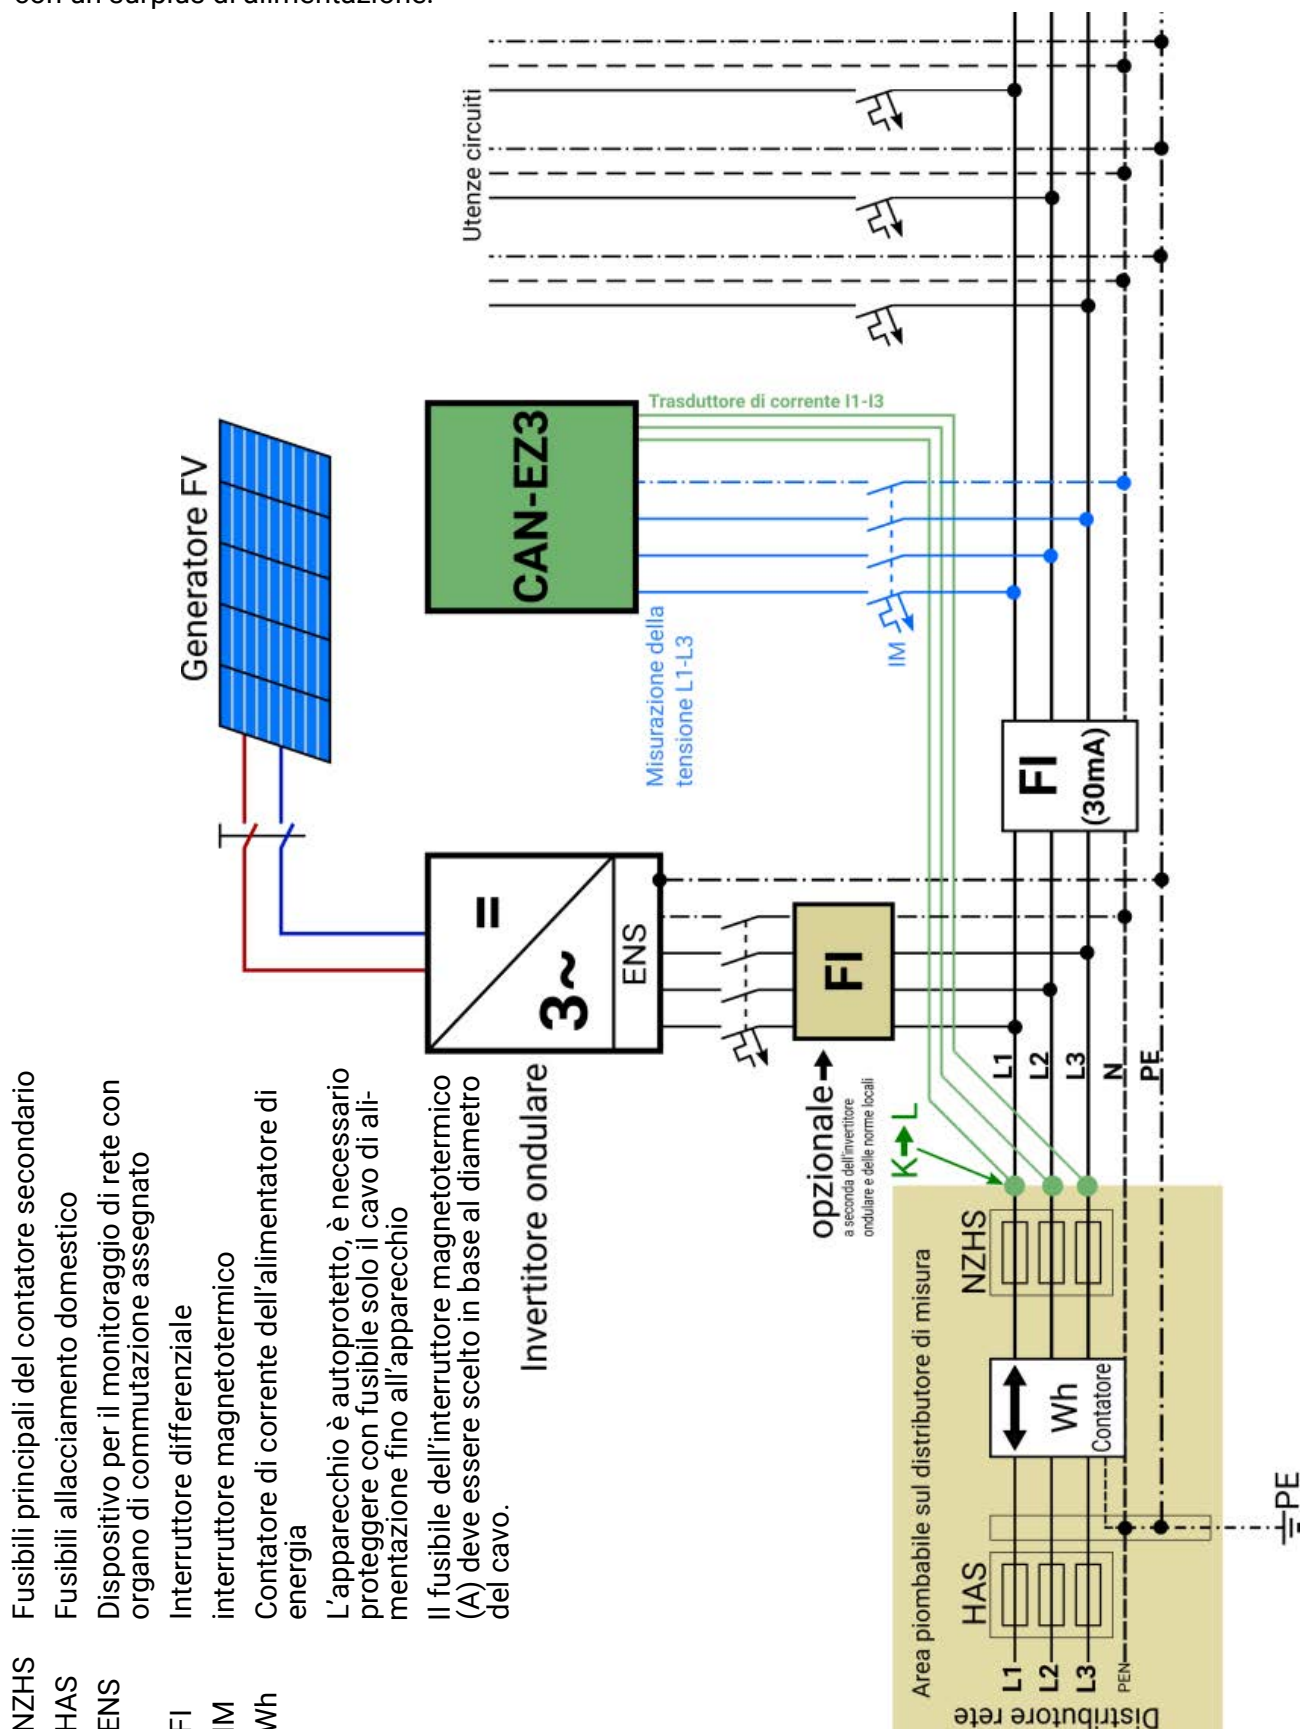 con un surplus di alimentazione.
NZHS Fusibili principali del contatore secondario
HAS Fusibili allacciamento domestico
ENS Dispositivo per il monitoraggio di rete con
organo di commutazione assegnato
FI Interruttore differenziale
IM interruttore magnetotermico
Wh Contatore di corrente dell'alimentatore di
energia
L'apparecchio è autoprotetto, è necessario
proteggere con fusibile solo il cavo di ali-
mentazione fino all'apparecchio
Il fusibile dell'interruttore magnetotermico
(A) deve essere scelto in base al diametro
del cavo.
Generatore FV
Utenze circuiti
CAN-EZ3
Trasduttore di corrente I1-I3
Misurazione della
tensione L1-L3
IM
Invertitore ondulare
=
3~
ENS
FI
opzionale
a seconda dell'invertitore
ondulare e delle norme locali
FI
(30mA)
K L
L1
L2
L3
N
PE
Area piombabile sul distributore di misura
NZHS
Wh
Contatore
HAS
L1
L2
L3
PEN
Distributore rete
PE